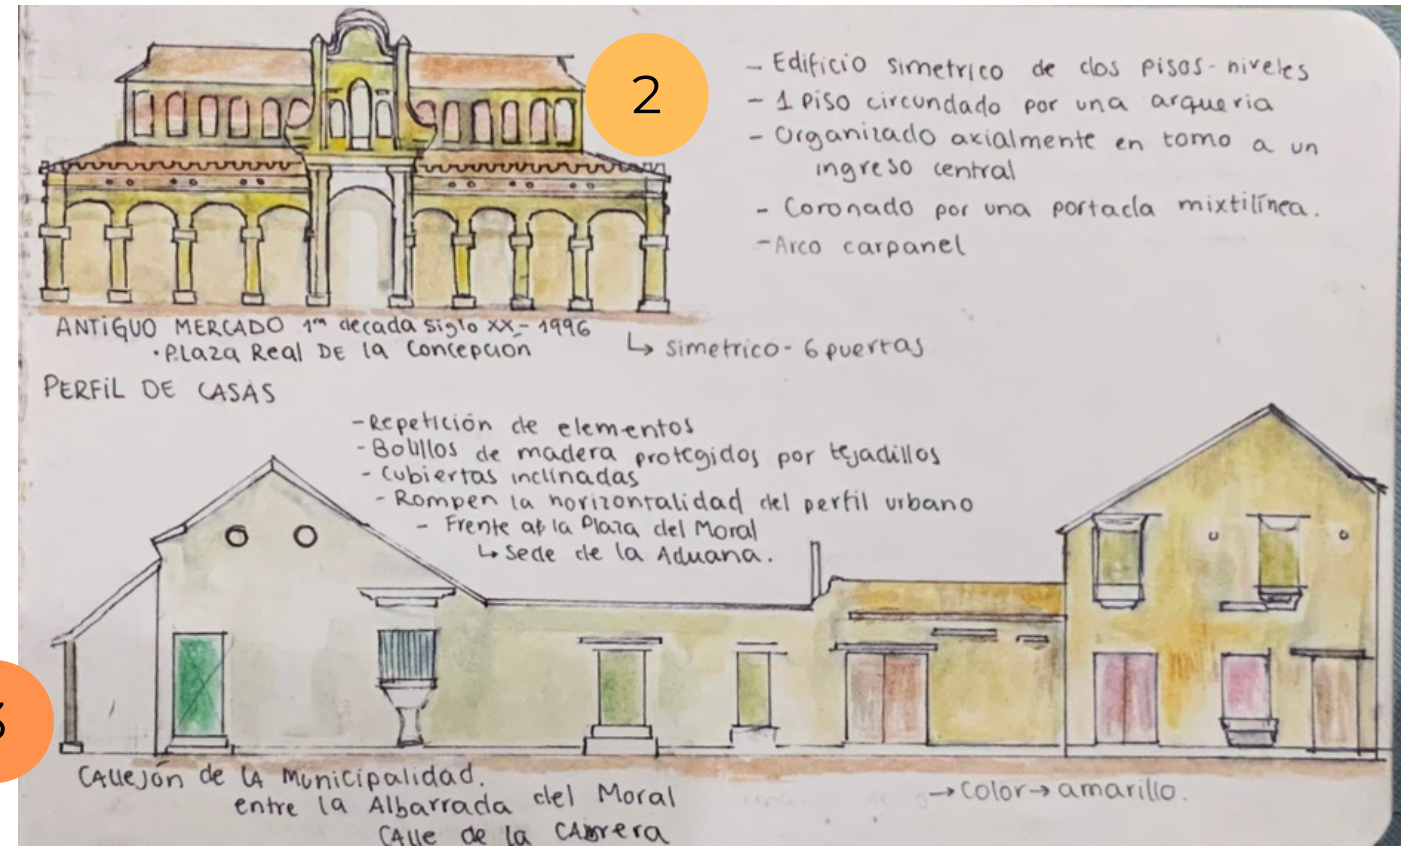 2
- Edificio simetrico de dos pisos-niveles
- 1 piso circundado por una arqueria
- Organizado axialmente en torno a un
ingreso central
- Coronado por una portada mixtilínea.
- Arco carpanel
ANTIGUO MERCADO 1ra decada siglo XX - 1996
• PLAZA Real DE la Concepción
↳ simetrico - 6 puertas
PERFIL DE CASAS
- Repetición de elementos
- Bolillos de madera protegidos por tejadillos
- Cubiertas inclinadas
- Rompen la horizontalidad del perfil urbano
- Frente a la Plaza del Moral
↳ Sede de la Aduana.
CAllejón de LA Municipalidad.
entre la Albarrada del Moral
CAlle de la CAbrera
→ Color → amarillo.